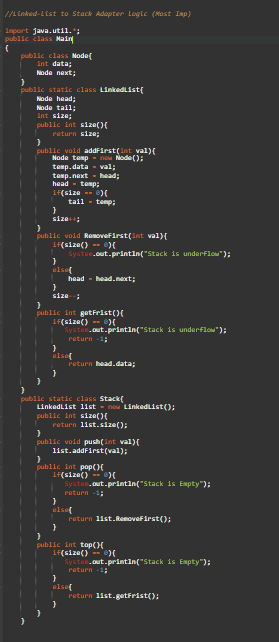 //Linked-List to Stack Adapter Logic (Most Imp)
import java.util.*;
public class Main
{
public class Node{
int data;
Node next;
}
public static class LinkedList{
Node head;
Node tail;
int size;
public int size(){
return size;
}
public void addFirst(int val){
Node temp = new Node();
temp.data = val;
temp.next = head;
head = temp;
if(size == 0){
tail = temp;
}
size++;
}
public void RemoveFirst(int val){
if(size() == 0){
System.out.println("Stack is underflow");
}
else{
head = head.next;
}
size--;
}
public int getFrist(){
if(size() == 0){
System.out.println("Stack is underflow");
return -1;
}
else{
return head.data;
}
}
}
public static class Stack{
LinkedList list = new LinkedList();
public int size(){
return list.size();
}
public void push(int val){
list.addFirst(val);
}
public int pop(){
if(size() == 0){
System.out.println("Stack is Empty");
return -1;
}
else{
return list.RemoveFirst();
}
}
public int top(){
if(size() == 0){
System.out.println("Stack is Empty");
return -1;
}
else{
return list.getFrist();
}
}
}